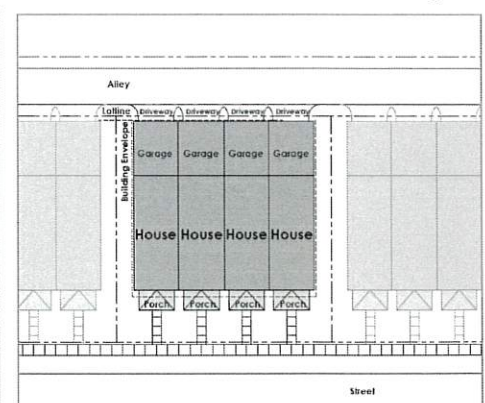 Alley
Lotline Driveway Driveway Driveway Driveway
Building Envelope
Garage Garage Garage Garage
House House House House
Porch Porch Porch Porch
Street